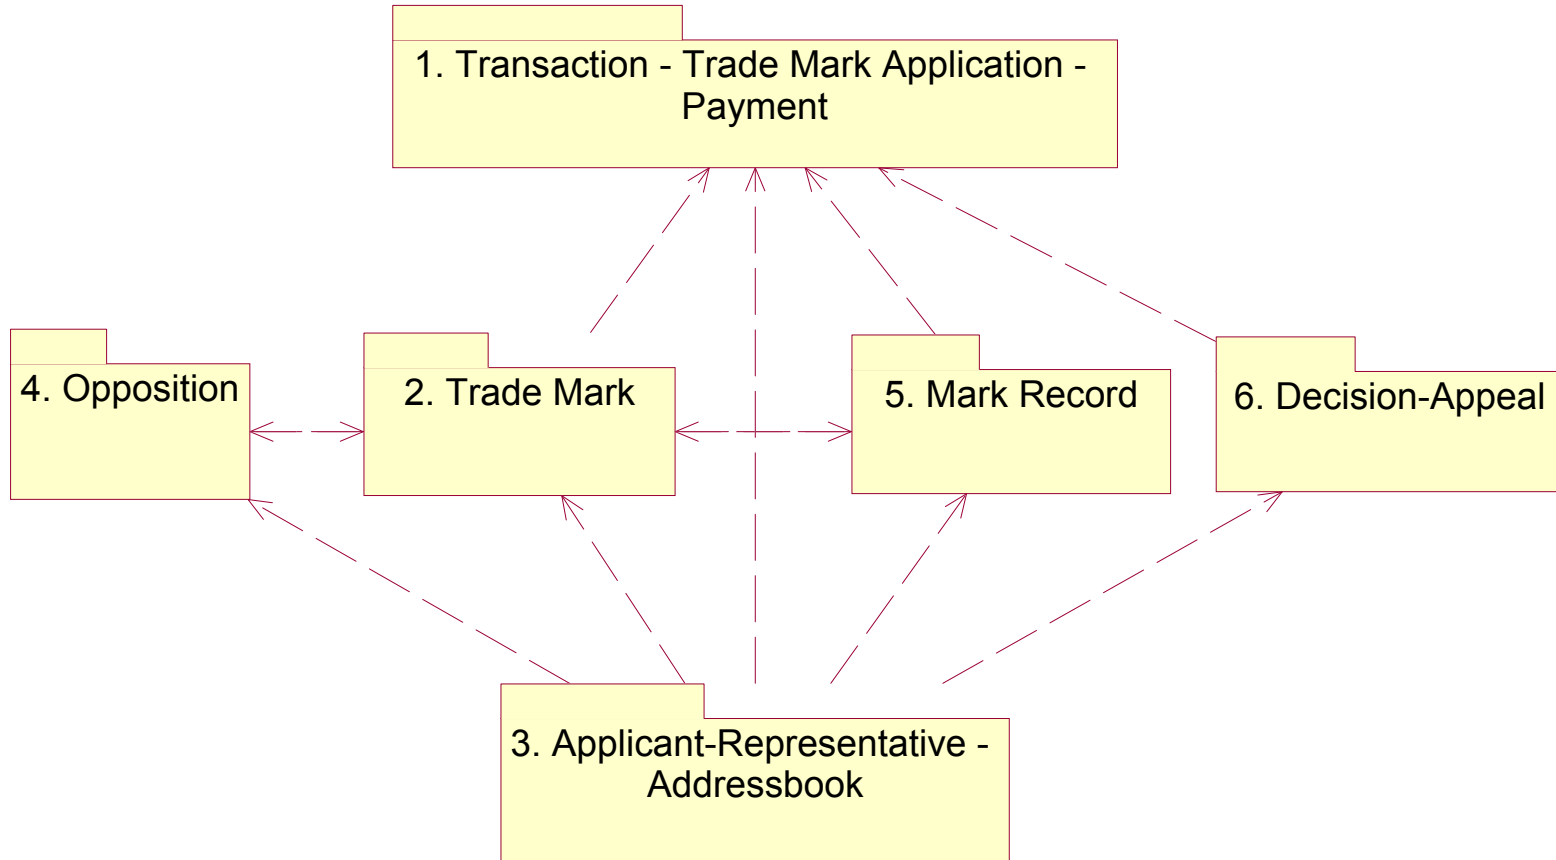 1. Transaction - Trade Mark Application -
Payment
4. Opposition
2. Trade Mark
5. Mark Record
6. Decision-Appeal
3. Applicant-Representative -
Addressbook